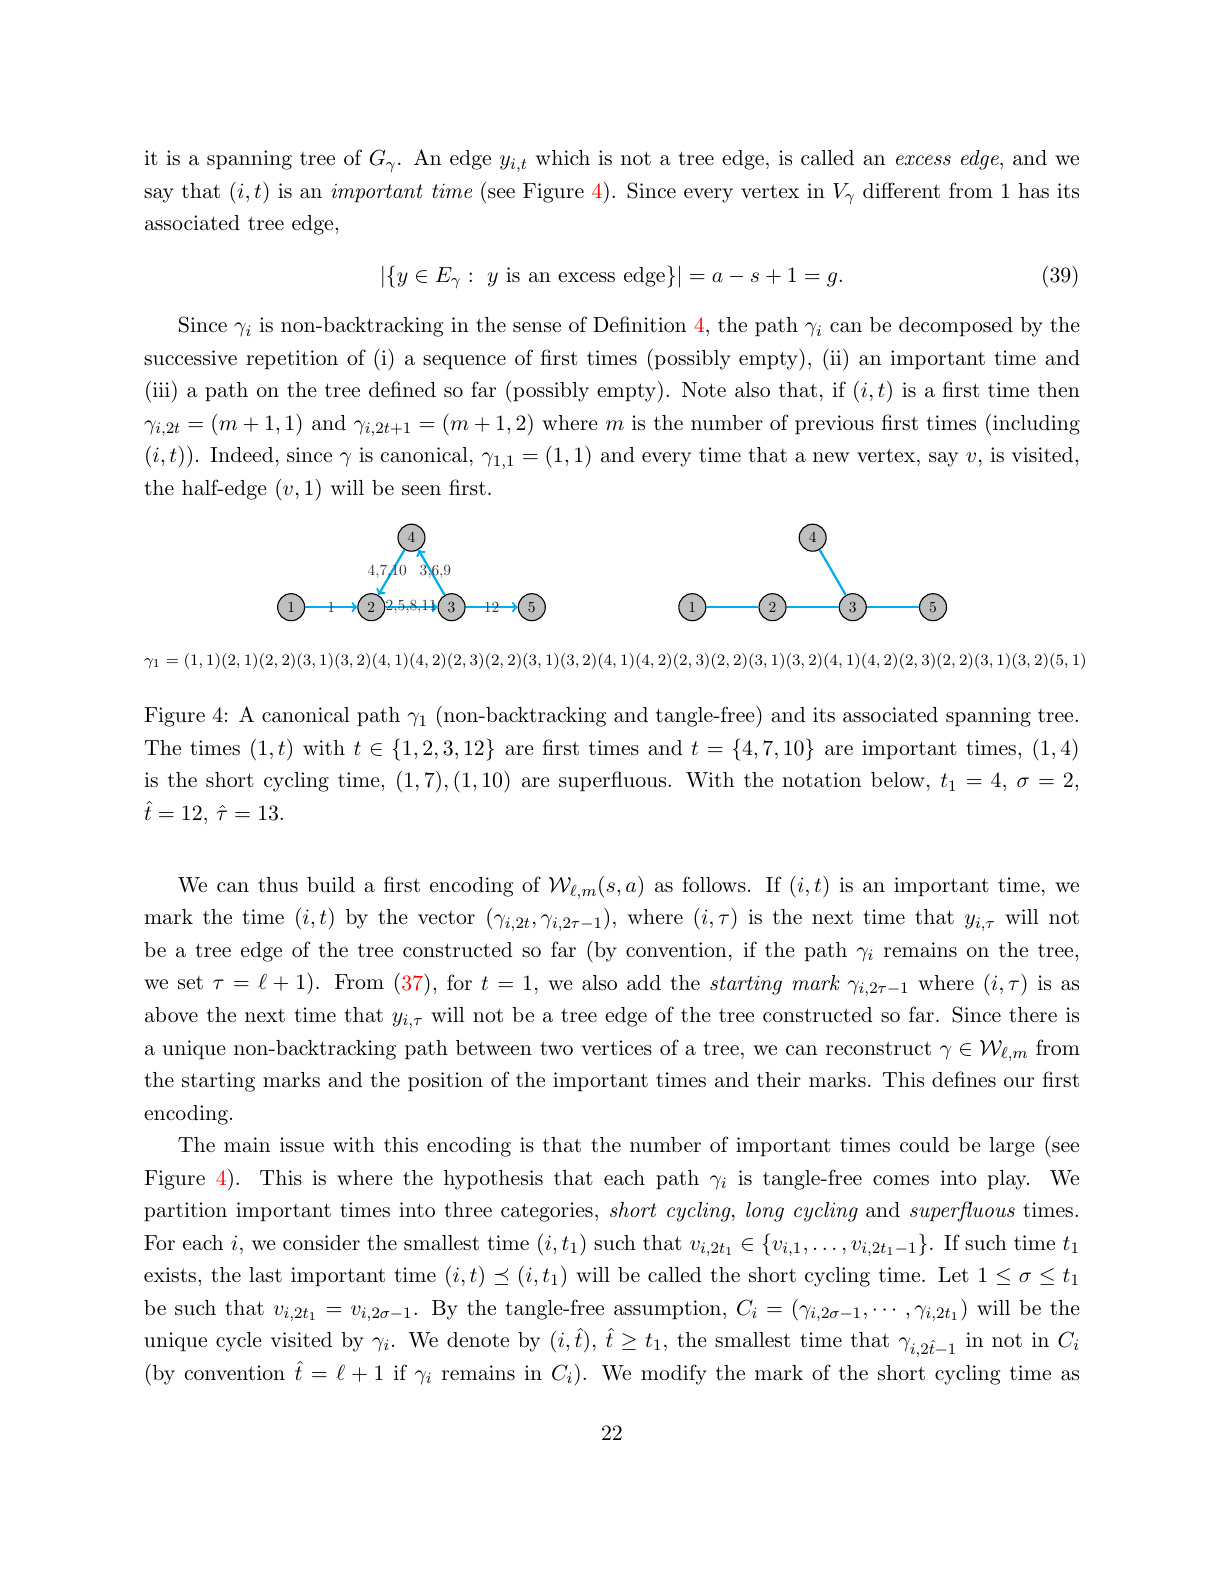 it is a spanning tree of G_γ. An edge y_{i,t} which is not a tree edge, is called an excess edge, and we
say that (i, t) is an important time (see Figure 4). Since every vertex in V_γ different from 1 has its
associated tree edge,
|{y ∈ E_γ : y is an excess edge}| = a − s + 1 = g. (39)
Since γ_i is non-backtracking in the sense of Definition 4, the path γ_i can be decomposed by the
successive repetition of (i) a sequence of first times (possibly empty), (ii) an important time and
(iii) a path on the tree defined so far (possibly empty). Note also that, if (i, t) is a first time then
γ_{i,2t} = (m + 1, 1) and γ_{i,2t+1} = (m + 1, 2) where m is the number of previous first times (including
(i, t)). Indeed, since γ is canonical, γ_{1,1} = (1, 1) and every time that a new vertex, say v, is visited,
the half-edge (v, 1) will be seen first.
4 4
4,7,10 3,6,9
1 1 2 2,5,8,11 3 12 5 1 2 3 5
γ_1 = (1, 1)(2, 1)(2, 2)(3, 1)(3, 2)(4, 1)(4, 2)(2, 3)(2, 2)(3, 1)(3, 2)(4, 1)(4, 2)(2, 3)(2, 2)(3, 1)(3, 2)(4, 1)(4, 2)(2, 3)(2, 2)(3, 1)(3, 2)(5, 1)
Figure 4: A canonical path γ_1 (non-backtracking and tangle-free) and its associated spanning tree.
The times (1, t) with t ∈ {1, 2, 3, 12} are first times and t = {4, 7, 10} are important times, (1, 4)
is the short cycling time, (1, 7), (1, 10) are superfluous. With the notation below, t_1 = 4, σ = 2,
t̂ = 12, τ̂ = 13.
We can thus build a first encoding of 𝒲_{ℓ,m}(s, a) as follows. If (i, t) is an important time, we
mark the time (i, t) by the vector (γ_{i,2t}, γ_{i,2τ−1}), where (i, τ) is the next time that y_{i,τ} will not
be a tree edge of the tree constructed so far (by convention, if the path γ_i remains on the tree,
we set τ = ℓ + 1). From (37), for t = 1, we also add the starting mark γ_{i,2τ−1} where (i, τ) is as
above the next time that y_{i,τ} will not be a tree edge of the tree constructed so far. Since there is
a unique non-backtracking path between two vertices of a tree, we can reconstruct γ ∈ 𝒲_{ℓ,m} from
the starting marks and the position of the important times and their marks. This defines our first
encoding.
The main issue with this encoding is that the number of important times could be large (see
Figure 4). This is where the hypothesis that each path γ_i is tangle-free comes into play. We
partition important times into three categories, short cycling, long cycling and superfluous times.
For each i, we consider the smallest time (i, t_1) such that v_{i,2t_1} ∈ {v_{i,1}, . . . , v_{i,2t_1−1}}. If such time t_1
exists, the last important time (i, t) ⪯ (i, t_1) will be called the short cycling time. Let 1 ≤ σ ≤ t_1
be such that v_{i,2t_1} = v_{i,2σ−1}. By the tangle-free assumption, C_i = (γ_{i,2σ−1}, · · · , γ_{i,2t_1}) will be the
unique cycle visited by γ_i. We denote by (i, t̂), t̂ ≥ t_1, the smallest time that γ_{i,2t̂−1} in not in C_i
(by convention t̂ = ℓ + 1 if γ_i remains in C_i). We modify the mark of the short cycling time as
22